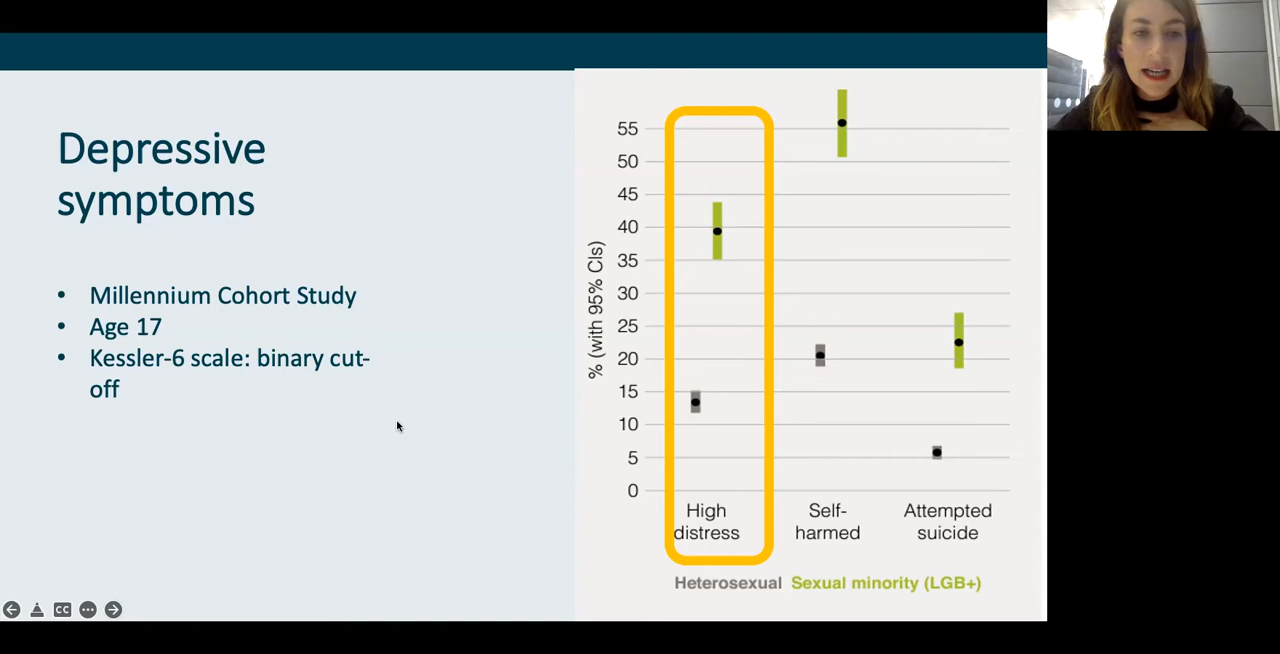 Depressive
symptoms
• Millennium Cohort Study
• Age 17
• Kessler-6 scale: binary cut-
off
% (with 95% CIs)
55
50
45
40
35
30
25
20
15
10
5
0
High
distress
Self-
harmed
Attempted
suicide
Heterosexual Sexual minority (LGB+)
CC